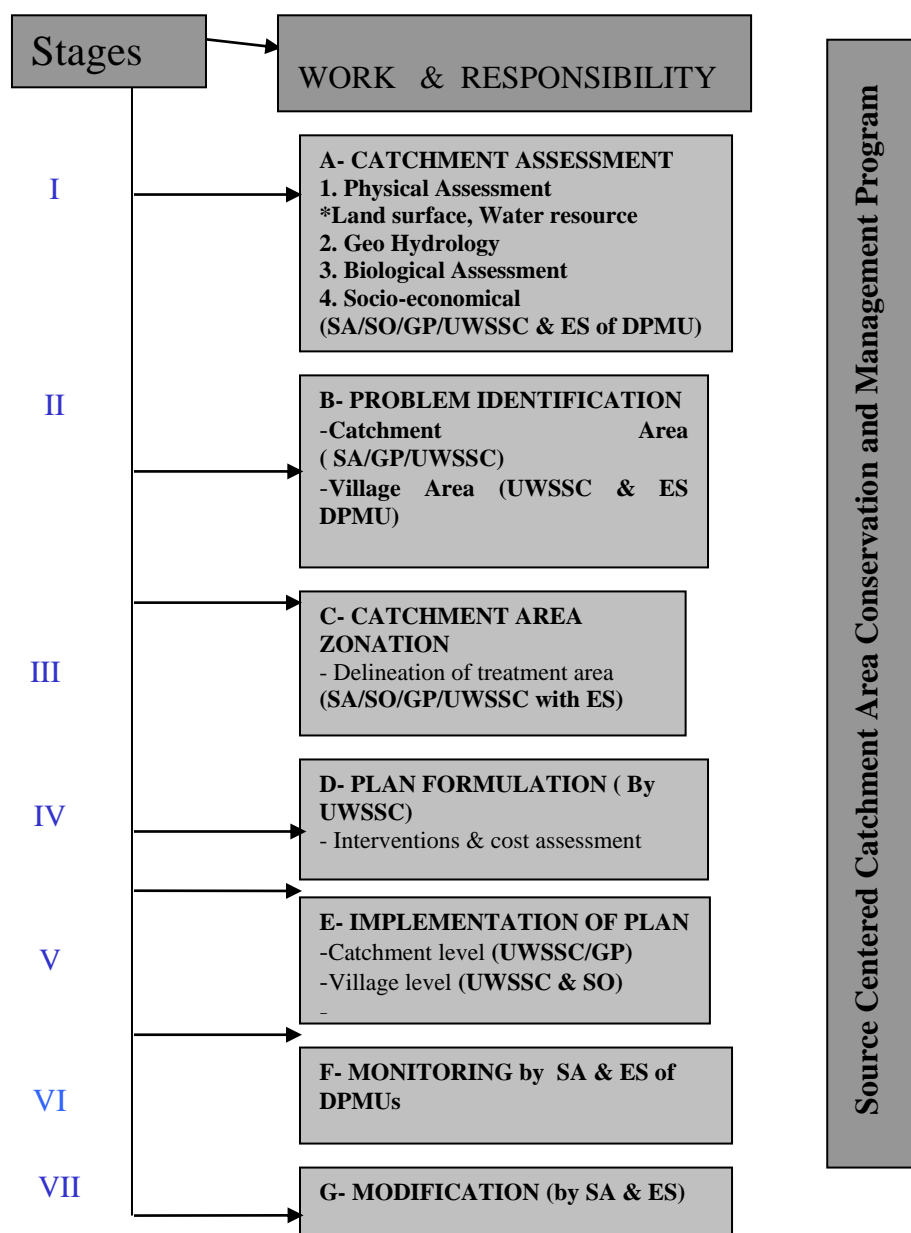 Stages
WORK & RESPONSIBILITY
I
A- CATCHMENT ASSESSMENT
1. Physical Assessment
*Land surface, Water resource
2. Geo Hydrology
3. Biological Assessment
4. Socio-economical
(SA/SO/GP/UWSSC & ES of DPMU)
II
B- PROBLEM IDENTIFICATION
-Catchment Area
( SA/GP/UWSSC)
-Village Area (UWSSC & ES
DPMU)
III
C- CATCHMENT AREA
ZONATION
- Delineation of treatment area
(SA/SO/GP/UWSSC with ES)
IV
D- PLAN FORMULATION ( By
UWSSC)
- Interventions & cost assessment
V
E- IMPLEMENTATION OF PLAN
-Catchment level (UWSSC/GP)
-Village level (UWSSC & SO)
-
VI
F- MONITORING by SA & ES of
DPMUs
VII
G- MODIFICATION (by SA & ES)
Source Centered Catchment Area Conservation and Management Program